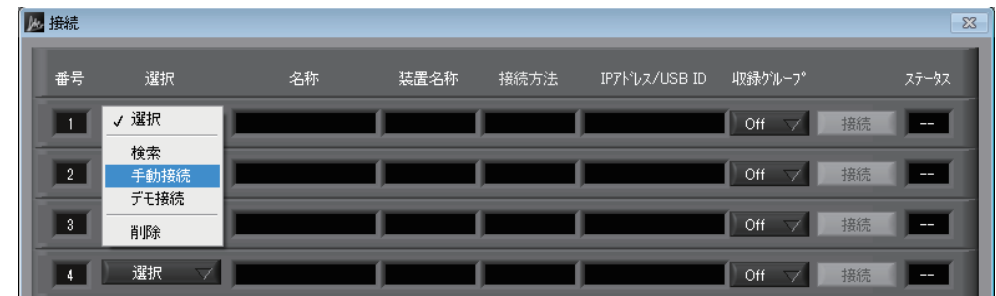 接続
番号 選択 名称 装置名称 接続方法 IPｱﾄﾞﾚｽ/USB ID 収録ｸﾞﾙｰﾌﾟ ｽﾃｰﾀｽ
1 ✓ 選択 Off 接続 --
検索
2 手動接続 Off 接続 --
デモ接続
3 削除 Off 接続 --
4 選択 Off 接続 --